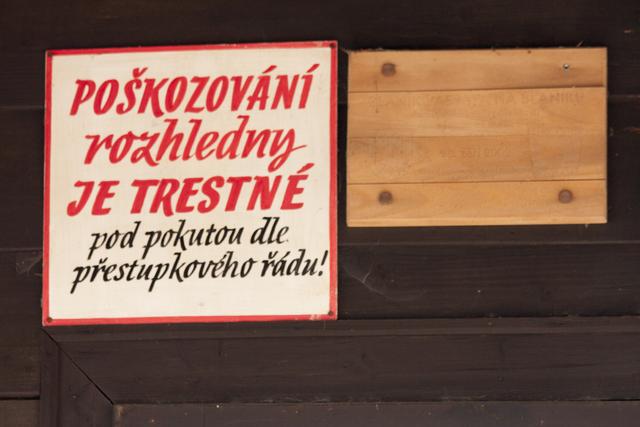 POŠKOZOVÁNÍ
rozhledny
JE TRESTNÉ
pod pokutou dle
přestupkového řádu!